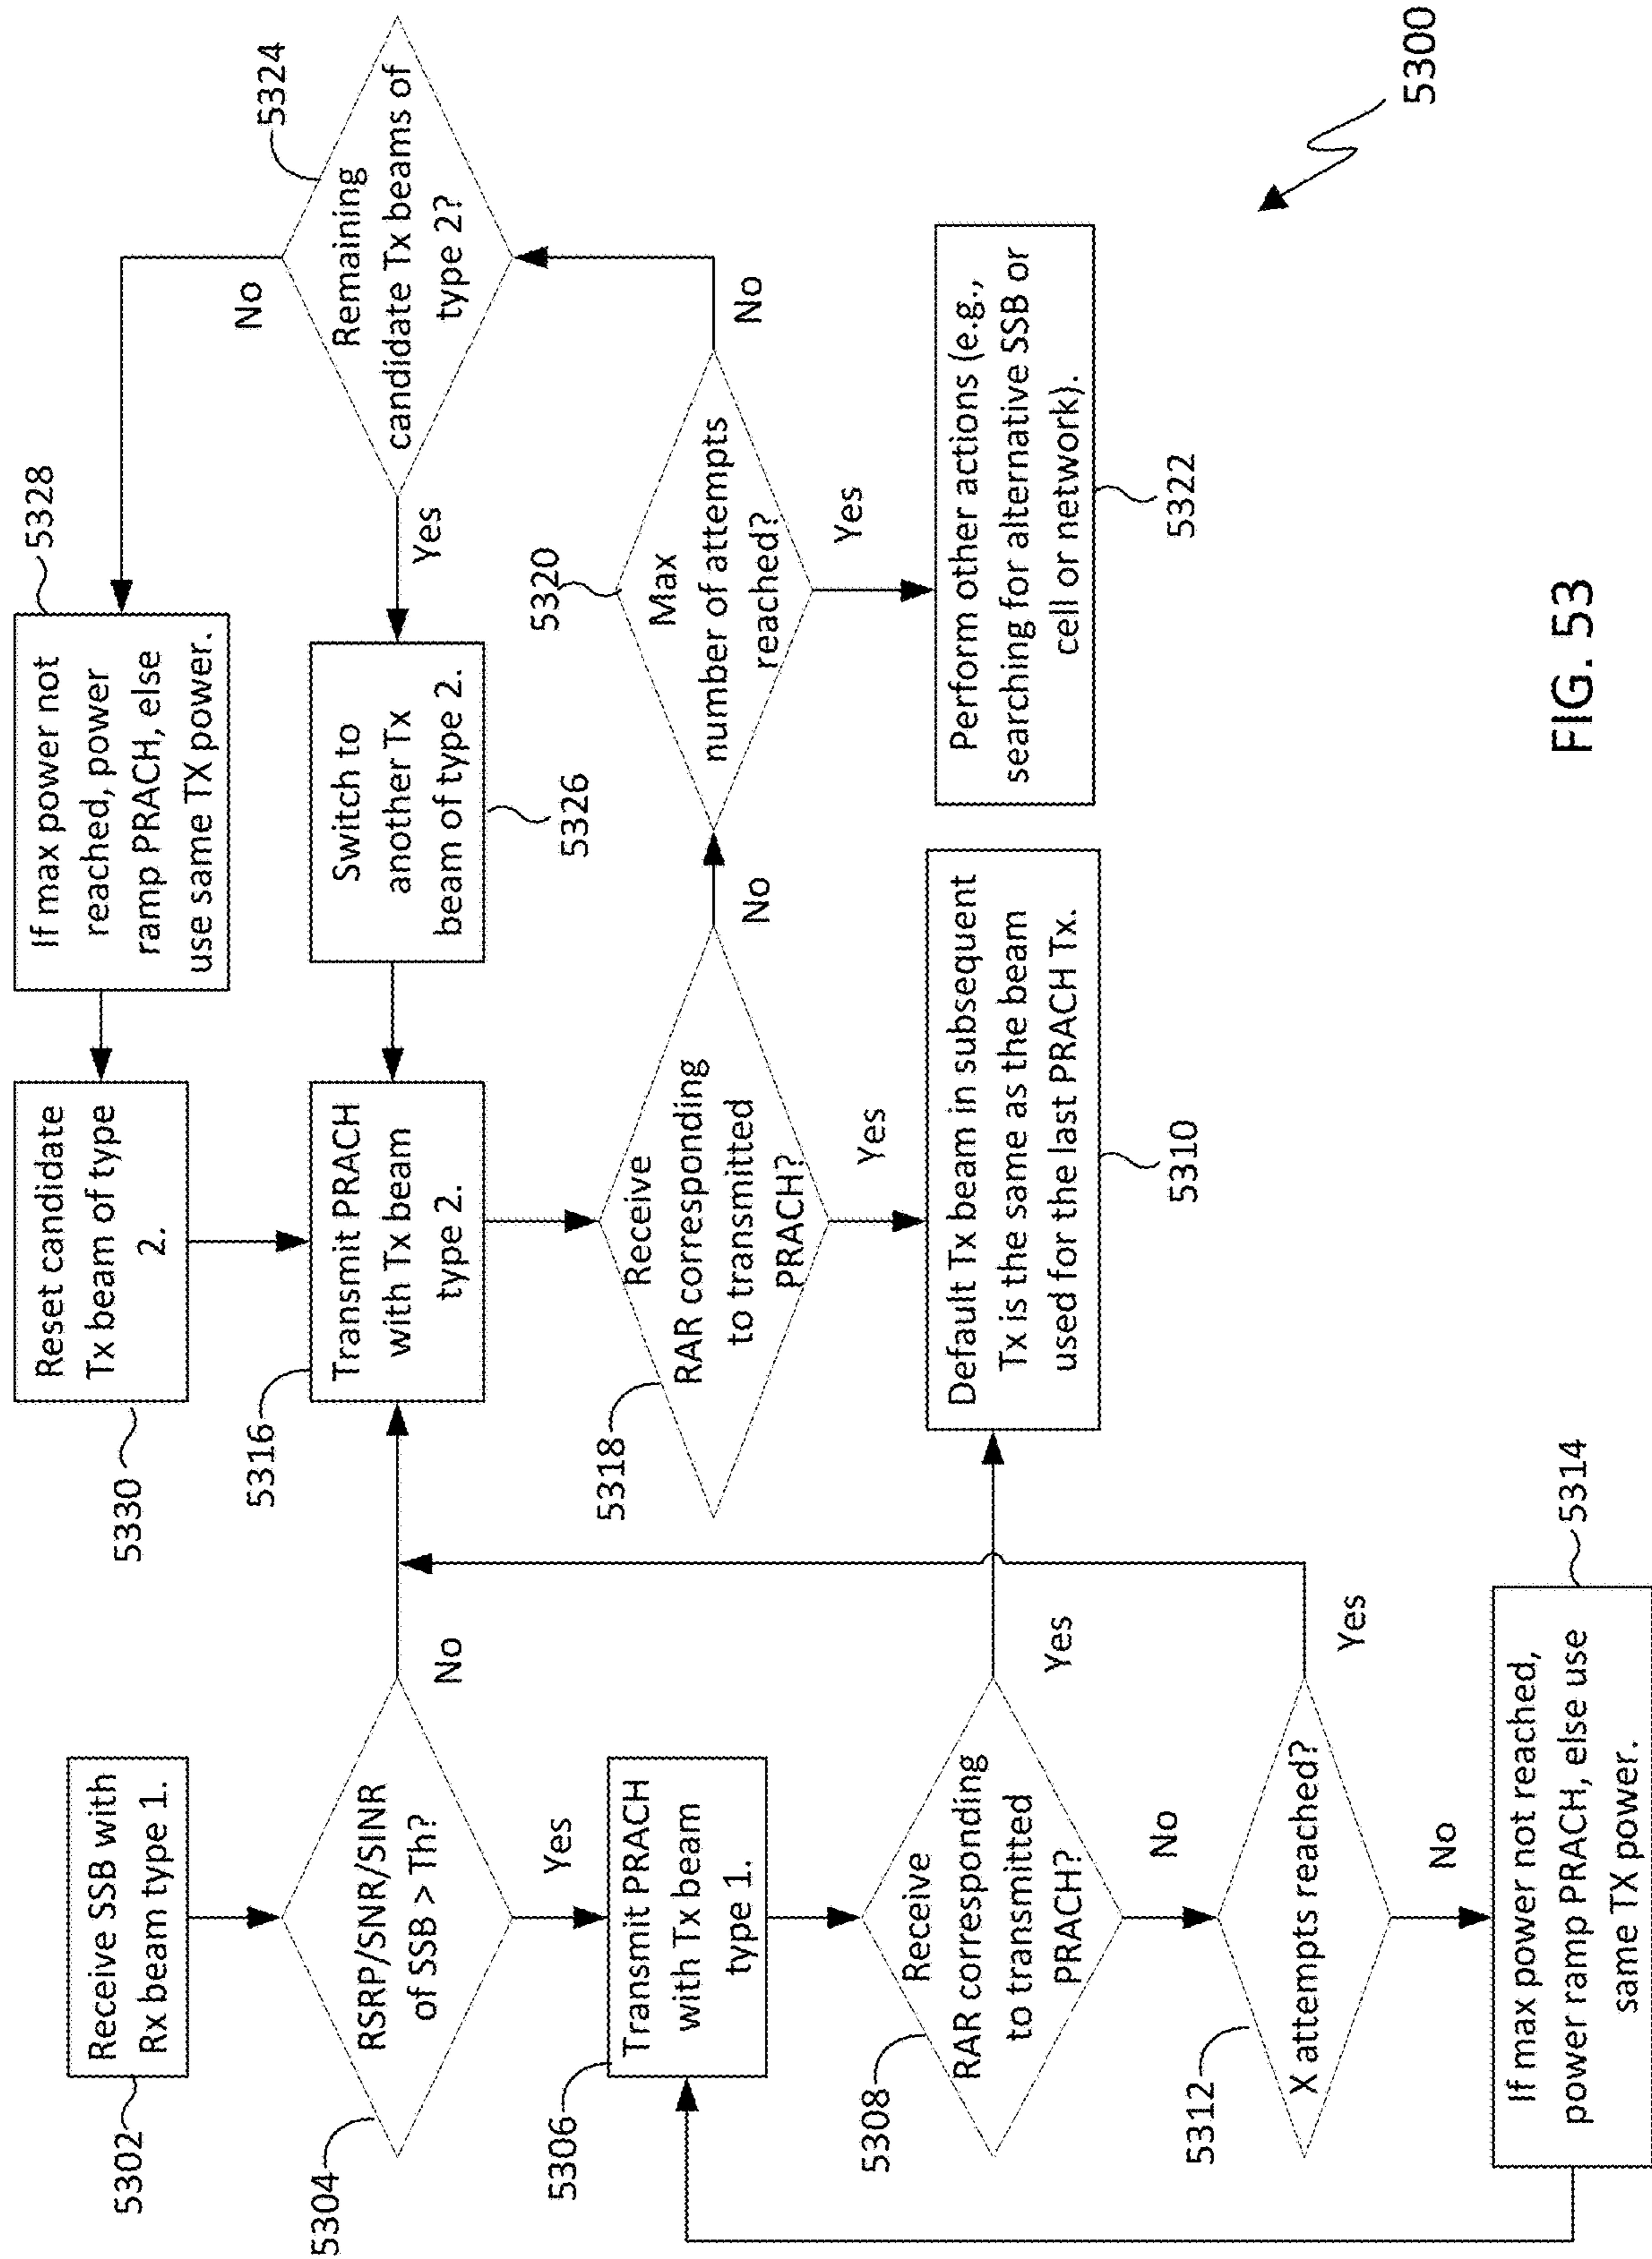 5302
Receive SSB with
Rx beam type 1.
5304
RSRP/SNR/SINR
of SSB > Th?
No
Yes
5306
Transmit PRACH
with Tx beam
type 1.
5308
Receive
RAR corresponding
to transmitted
PRACH?
Yes
No
5312
X attempts reached?
Yes
No
5314
If max power not reached,
power ramp PRACH, else use
same TX power.
5330
Reset candidate
Tx beam of type
2.
5316
Transmit PRACH
with Tx beam
type 2.
5318
Receive
RAR corresponding
to transmitted
PRACH?
No
Yes
Default Tx beam in subsequent
Tx is the same as the beam
used for the last PRACH Tx.
5310
5328
If max power not
reached, power
ramp PRACH, else
use same TX power.
Switch to
another Tx
beam of type 2.
5326
Yes
5320
Max
number of attempts
reached?
No
Yes
Perform other actions (e.g.,
searching for alternative SSB or
cell or network).
5322
5324
Remaining
candidate Tx beams of
type 2?
No
5300
FIG. 53